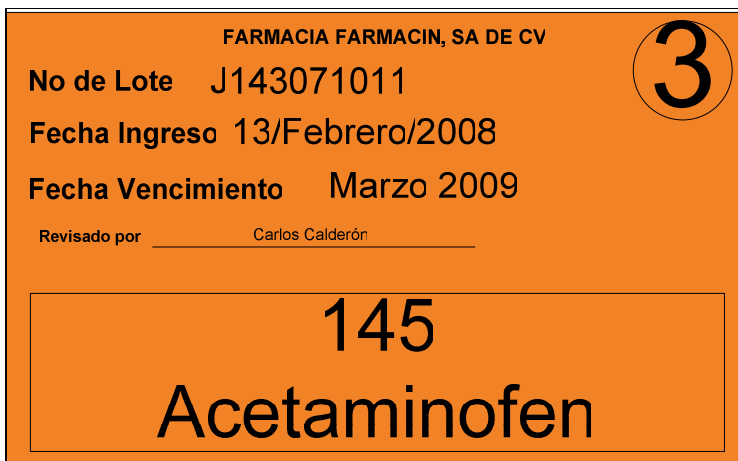 FARMACIA FARMACIN, SA DE CV
3
No de Lote J143071011
Fecha Ingreso 13/Febrero/2008
Fecha Vencimiento Marzo 2009
Revisado por Carlos Calderón
145
Acetaminofen